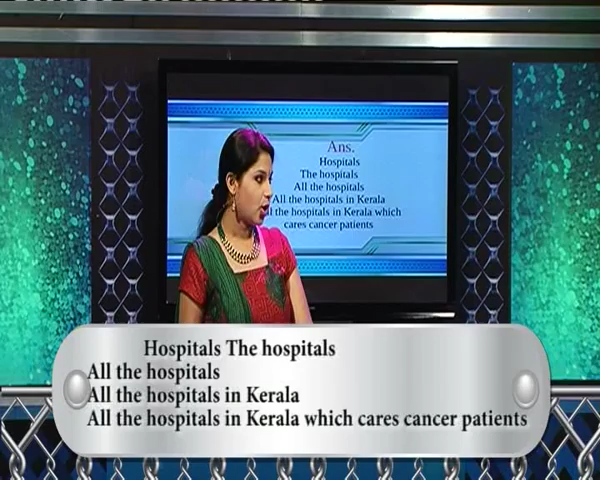 Ans.
Hospitals
The hospitals
All the hospitals
All the hospitals in Kerala
the hospitals in Kerala which
cares cancer patients
Hospitals The hospitals
All the hospitals
All the hospitals in Kerala
All the hospitals in Kerala which cares cancer patients